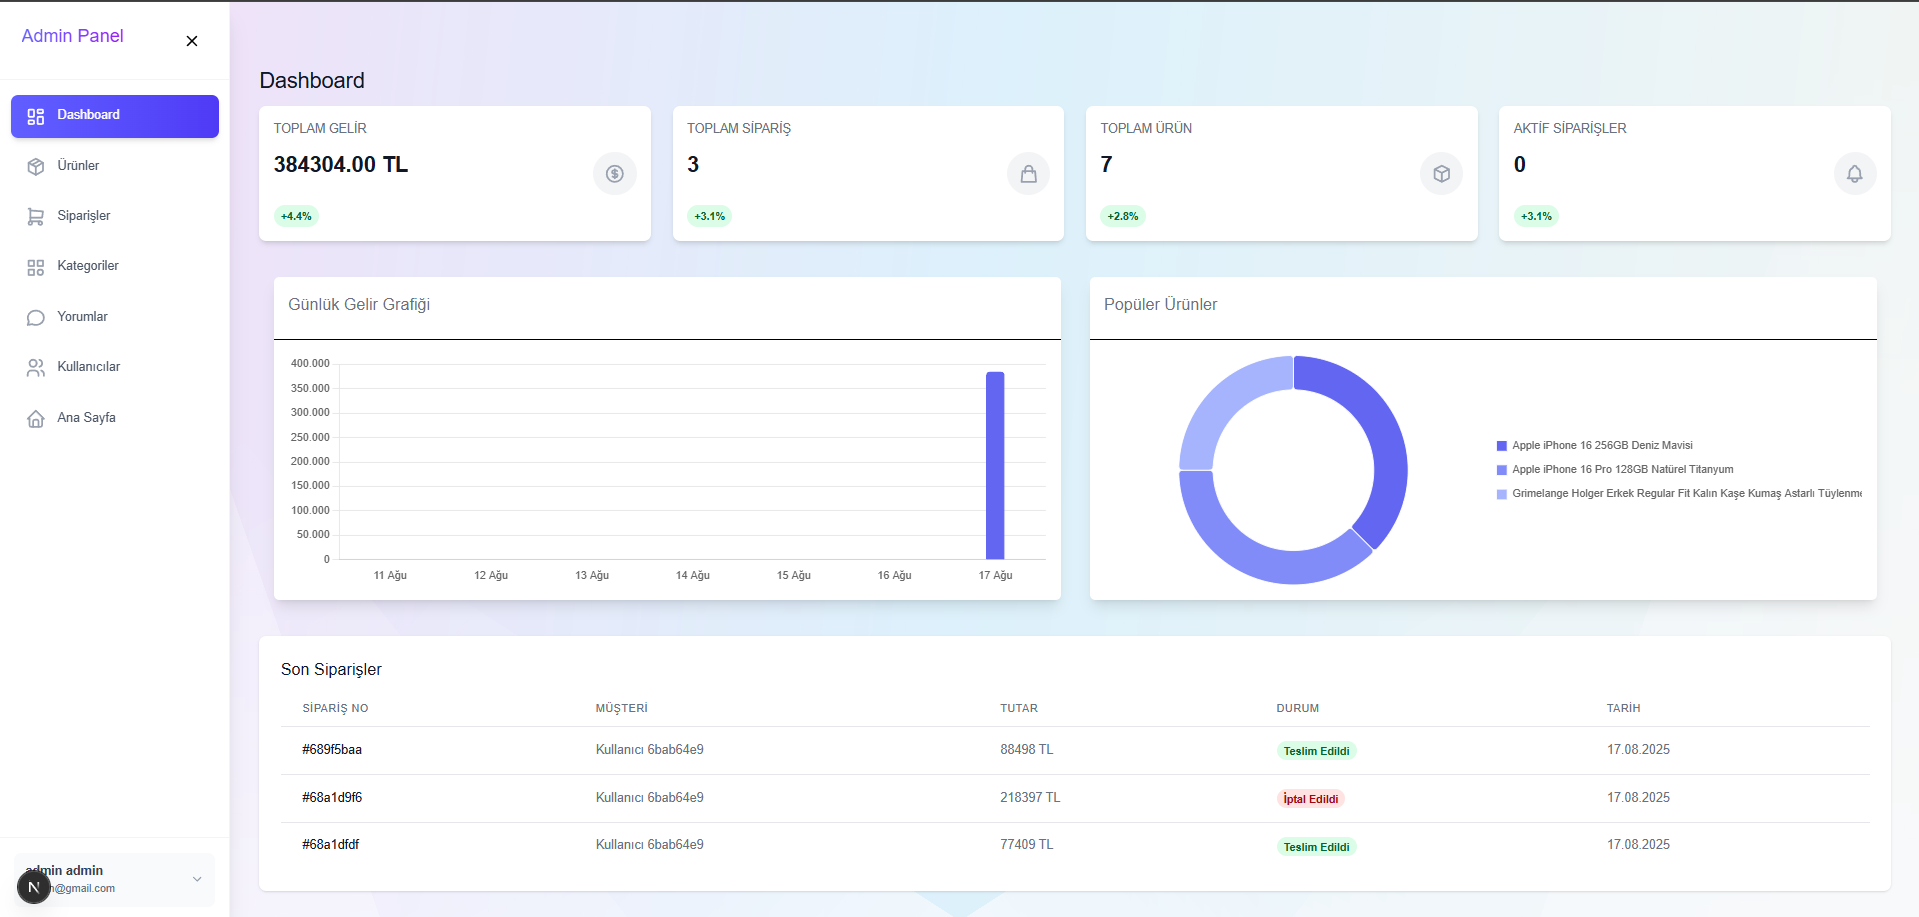 Admin Panel
Dashboard
Ürünler
Siparişler
Kategoriler
Yorumlar
Kullanıcılar
Ana Sayfa
admin admin
@gmail.com
N
Dashboard
TOPLAM GELİR
384304.00 TL
+4.4%
TOPLAM SİPARİŞ
3
+3.1%
TOPLAM ÜRÜN
7
+2.8%
AKTİF SİPARİŞLER
0
+3.1%
Günlük Gelir Grafiği
400.000
350.000
300.000
250.000
200.000
150.000
100.000
50.000
0
11 Ağu 12 Ağu 13 Ağu 14 Ağu 15 Ağu 16 Ağu 17 Ağu
Popüler Ürünler
Apple iPhone 16 256GB Deniz Mavisi
Apple iPhone 16 Pro 128GB Natürel Titanyum
Grimelange Holger Erkek Regular Fit Kalın Kaşe Kumaş Astarlı Tüylenme
Son Siparişler
SİPARİŞ NO MÜŞTERİ TUTAR DURUM TARİH
#689f5baa Kullanıcı 6bab64e9 88498 TL Teslim Edildi 17.08.2025
#68a1d9f6 Kullanıcı 6bab64e9 218397 TL İptal Edildi 17.08.2025
#68a1dfdf Kullanıcı 6bab64e9 77409 TL Teslim Edildi 17.08.2025